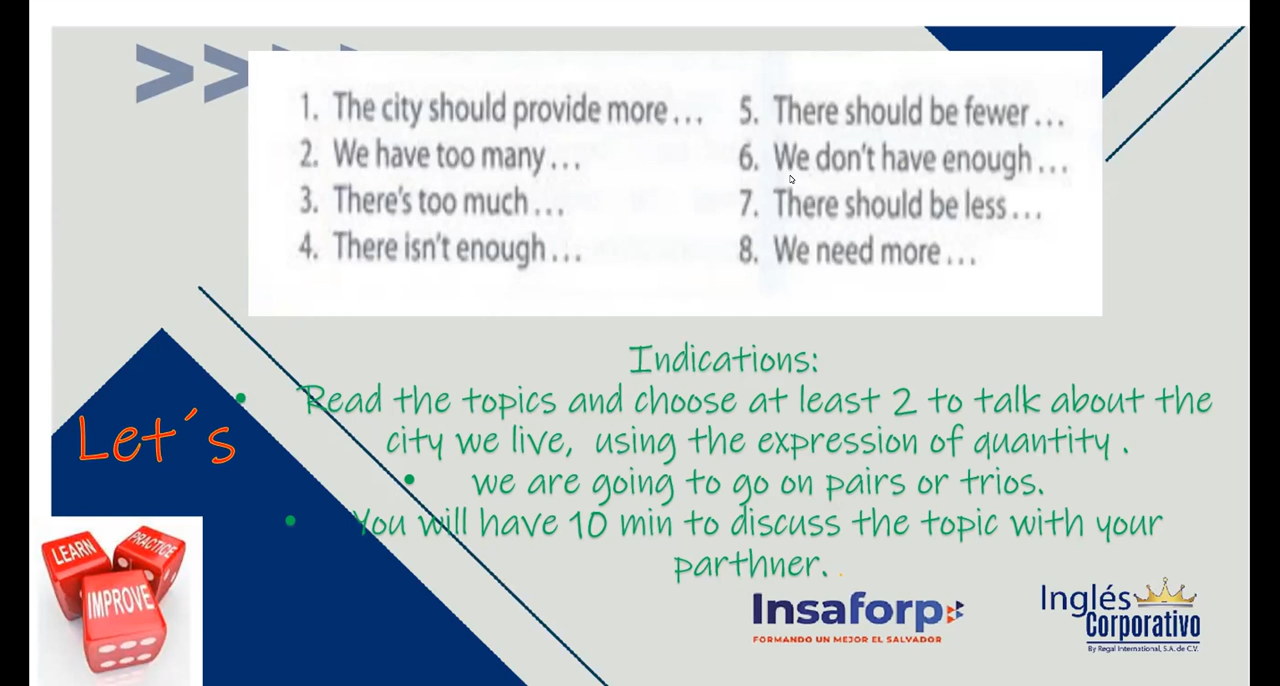 >>>>
1. The city should provide more ...
2. We have too many ...
3. There's too much ...
4. There isn't enough ...
5. There should be fewer ...
6. We don't have enough ...
7. There should be less ...
8. We need more ...
Indications:
• Read the topics and choose at least 2 to talk about the
city we live, using the expression of quantity .
• we are going to go on pairs or trios.
• You will have 10 min to discuss the topic with your
parthner. .
Let´s
LEARN
PRACTICE
IMPROVE
Insaforp
FORMANDO UN MEJOR EL SALVADOR
Inglés
Corporativo
By Regal International, S.A. de C.V.